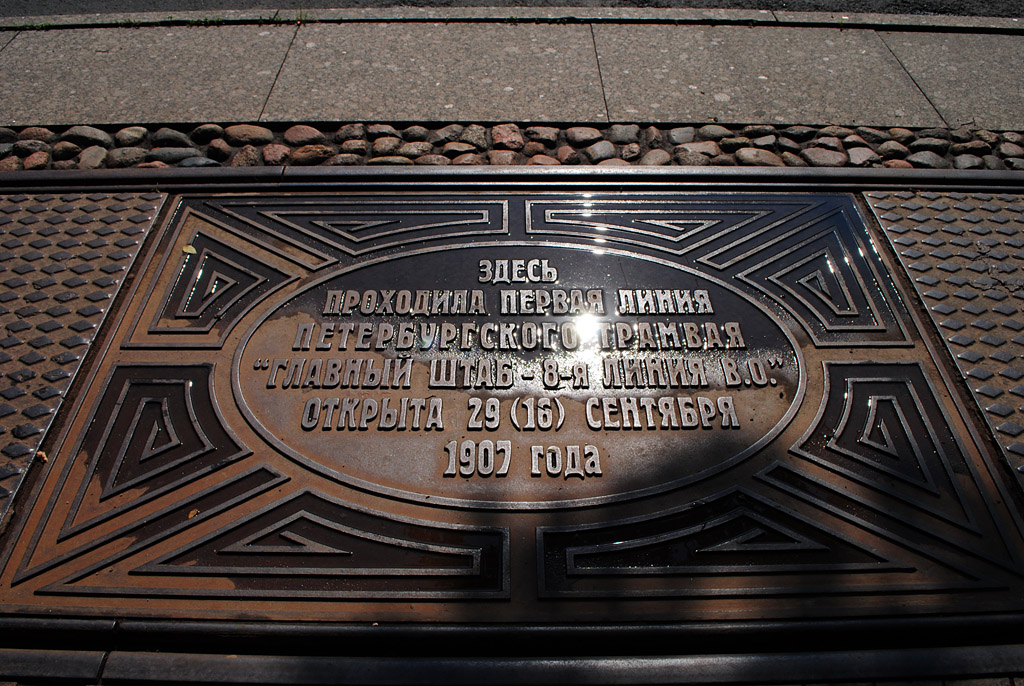 ЗДЕСЬ
ПРОХОДИЛА ПЕРВАЯ ЛИНИЯ
ПЕТЕРБУРГСКОГО ТРАМВАЯ
"ГЛАВНЫЙ ШТАБ - 8-Я ЛИНИЯ В.О."
ОТКРЫТА 29 (16) СЕНТЯБРЯ
1907 ГОДА